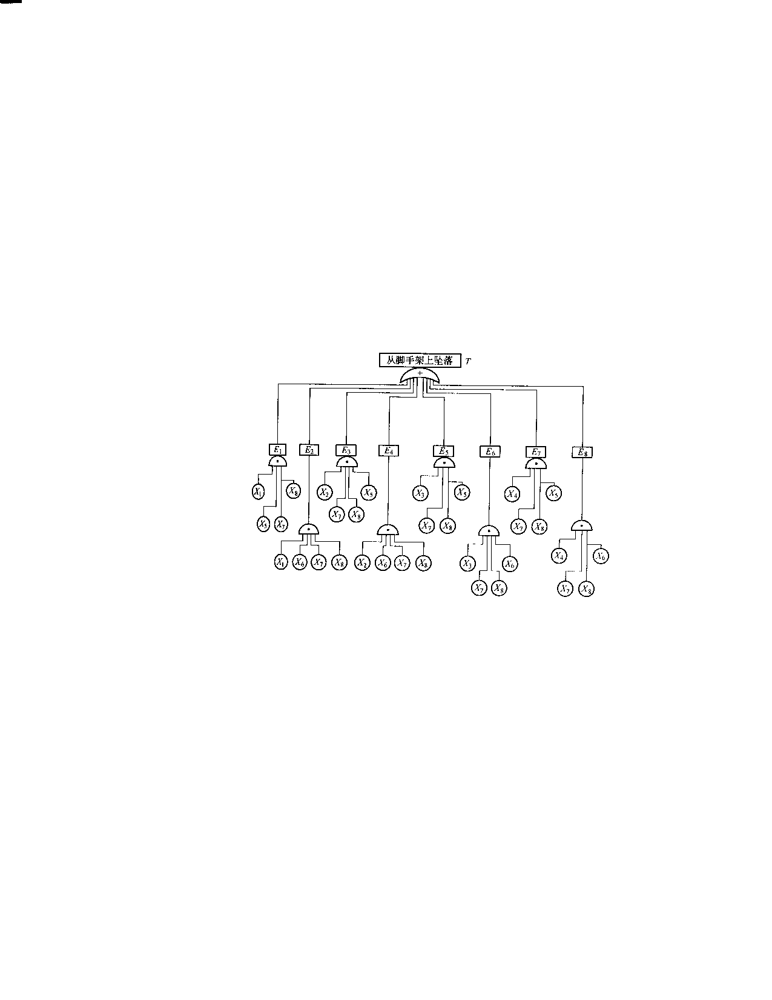 从脚手架上坠落 T
+
E₁ E₂ E₃ E₄ E₅ E₆ E₇ E₈
X₁ X₈ X₂ X₅ X₃ X₅ X₄ X₅
X₅ X₇ X₇ X₈ X₇ X₈ X₇ X₈
X₁ X₆ X₇ X₈ X₂ X₆ X₇ X₈ X₃ X₆ X₄ X₆
X₇ X₈ X₇ X₈